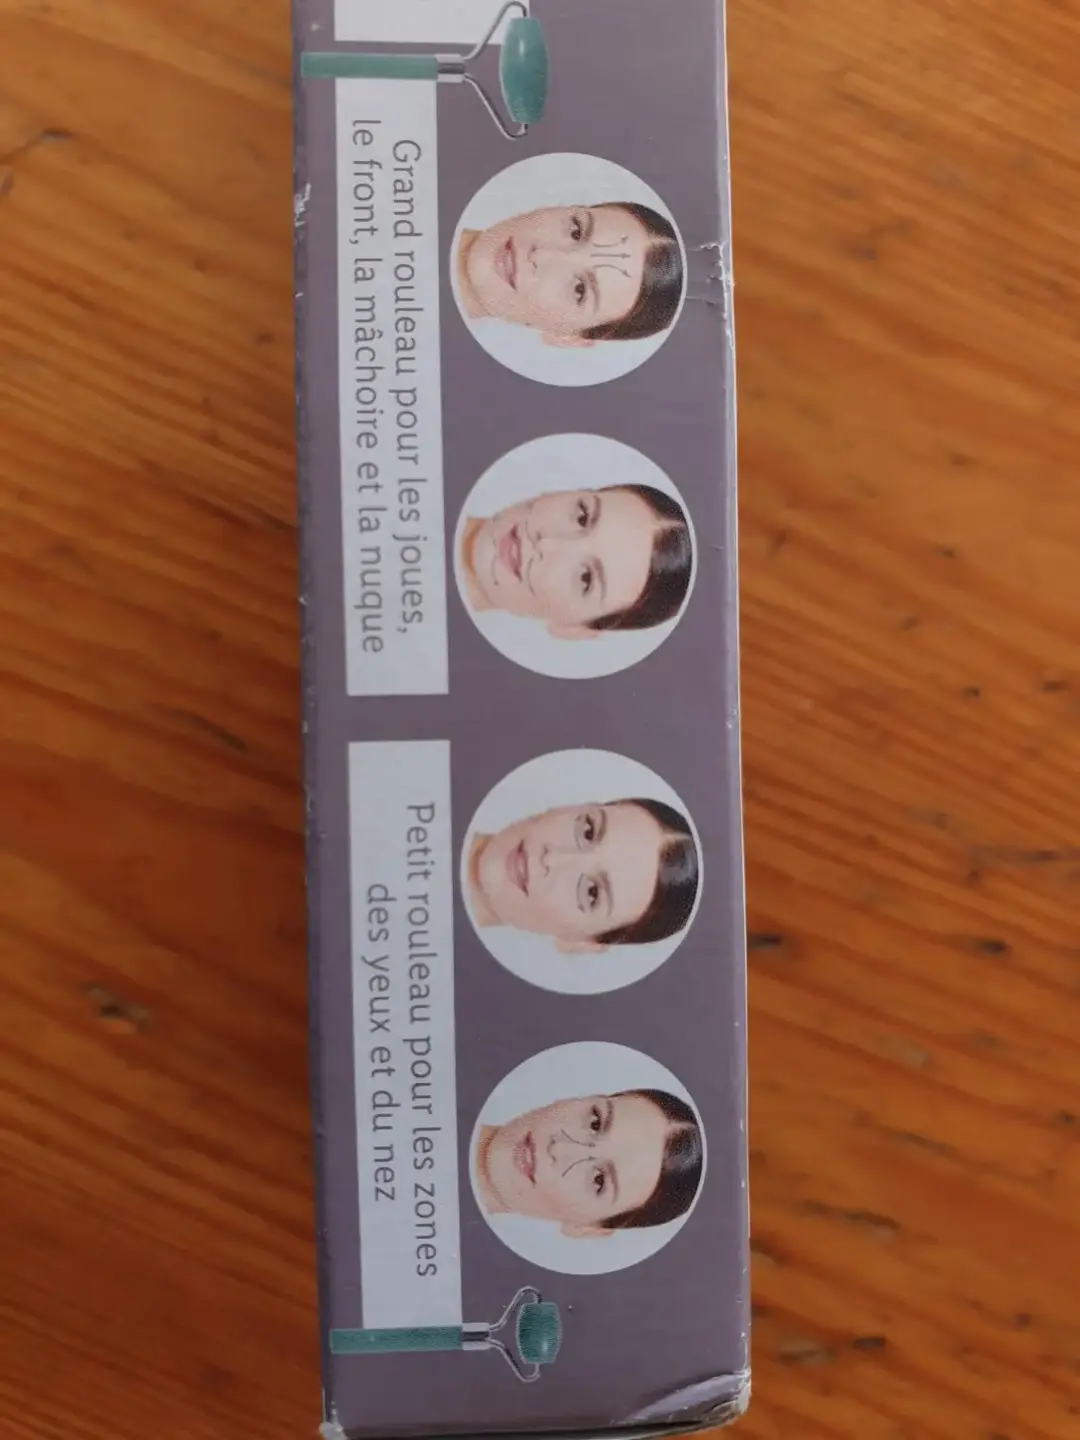 Grand rouleau pour les joues,
le front, la mâchoire et la nuque
Petit rouleau pour les zones
des yeux et du nez